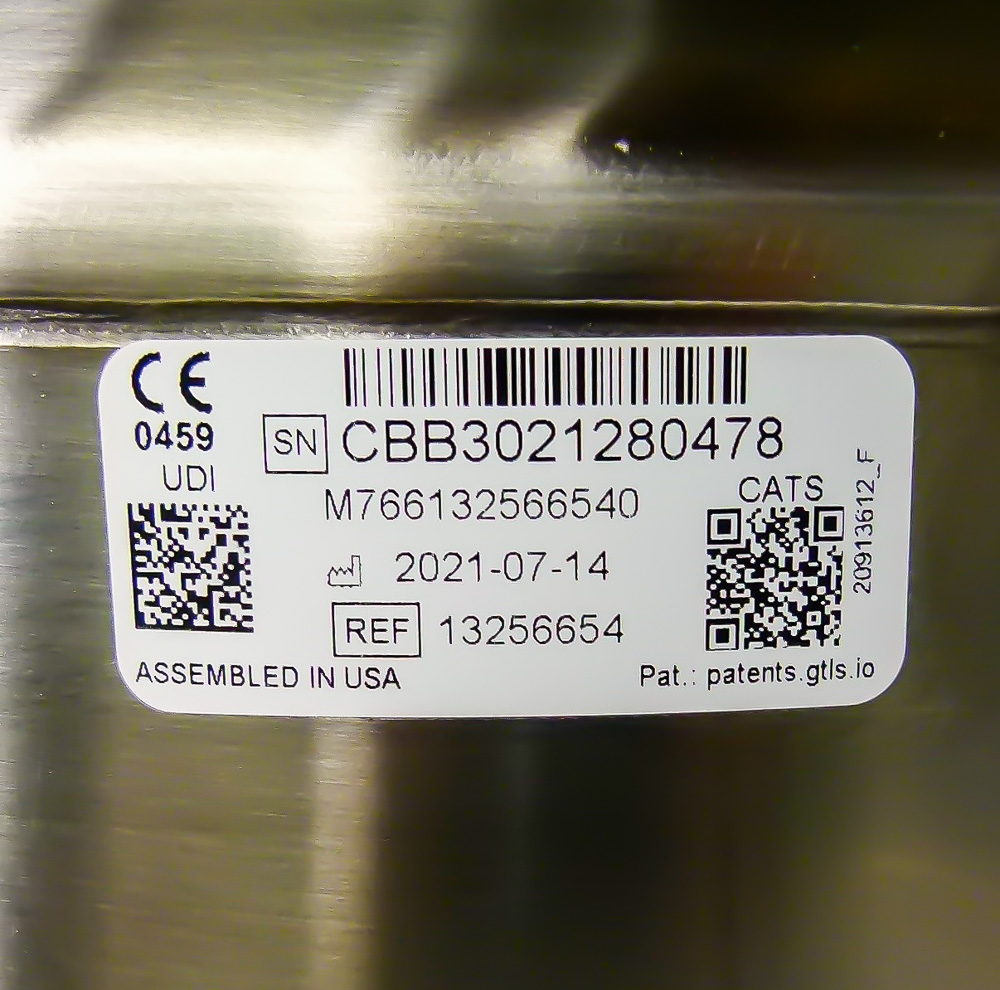 CE
0459
SN CBB3021280478
UDI
M766132566540
CATS
2021-07-14
REF 13256654
20913612_F
ASSEMBLED IN USA
Pat.: patents.gtls.io